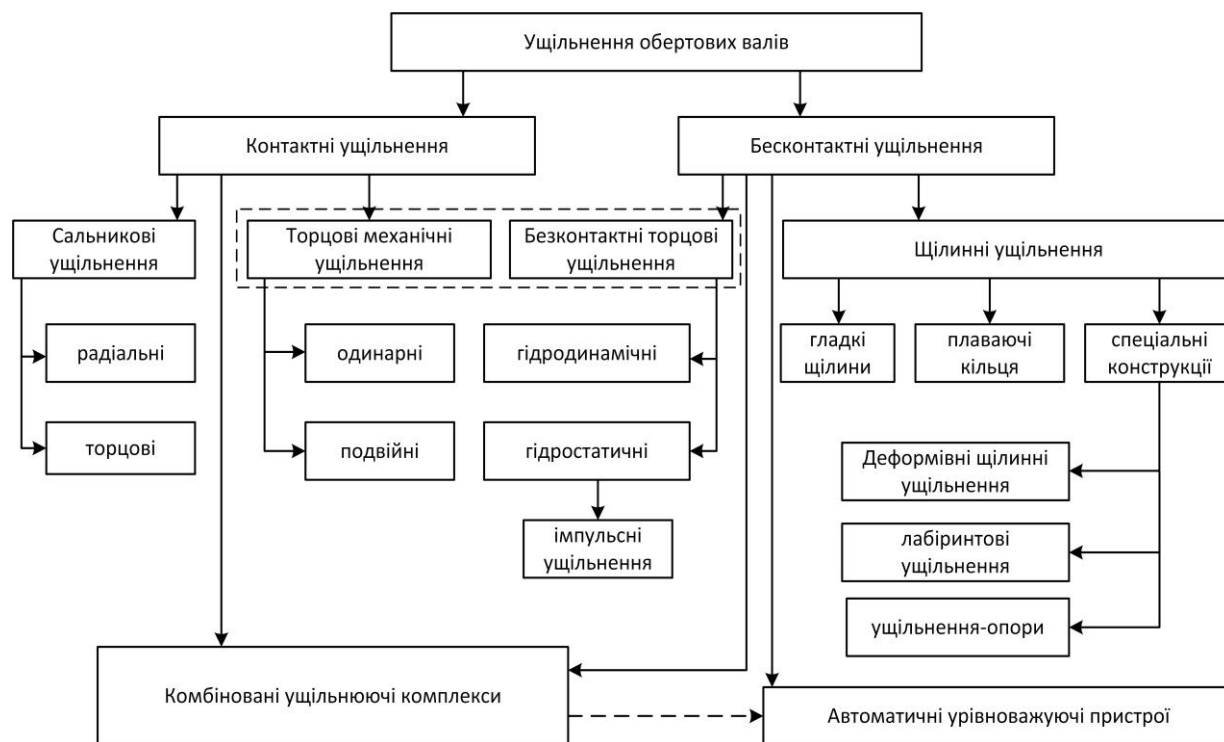 Ущільнення обертових валів
Контактні ущільнення
Бесконтактні ущільнення
Сальникові
ущільнення
Торцові механічні
ущільнення
Безконтактні торцові
ущільнення
Щілинні ущільнення
радіальні
одинарні
гідродинамічні
гладкі
щілини
плаваючі
кільця
спеціальні
конструкції
торцові
подвійні
гідростатичні
Деформівні щілинні
ущільнення
імпульсні
ущільнення
лабіринтові
ущільнення
ущільнення-опори
Комбіновані ущільнюючі комплекси
Автоматичні урівноважуючі пристрої